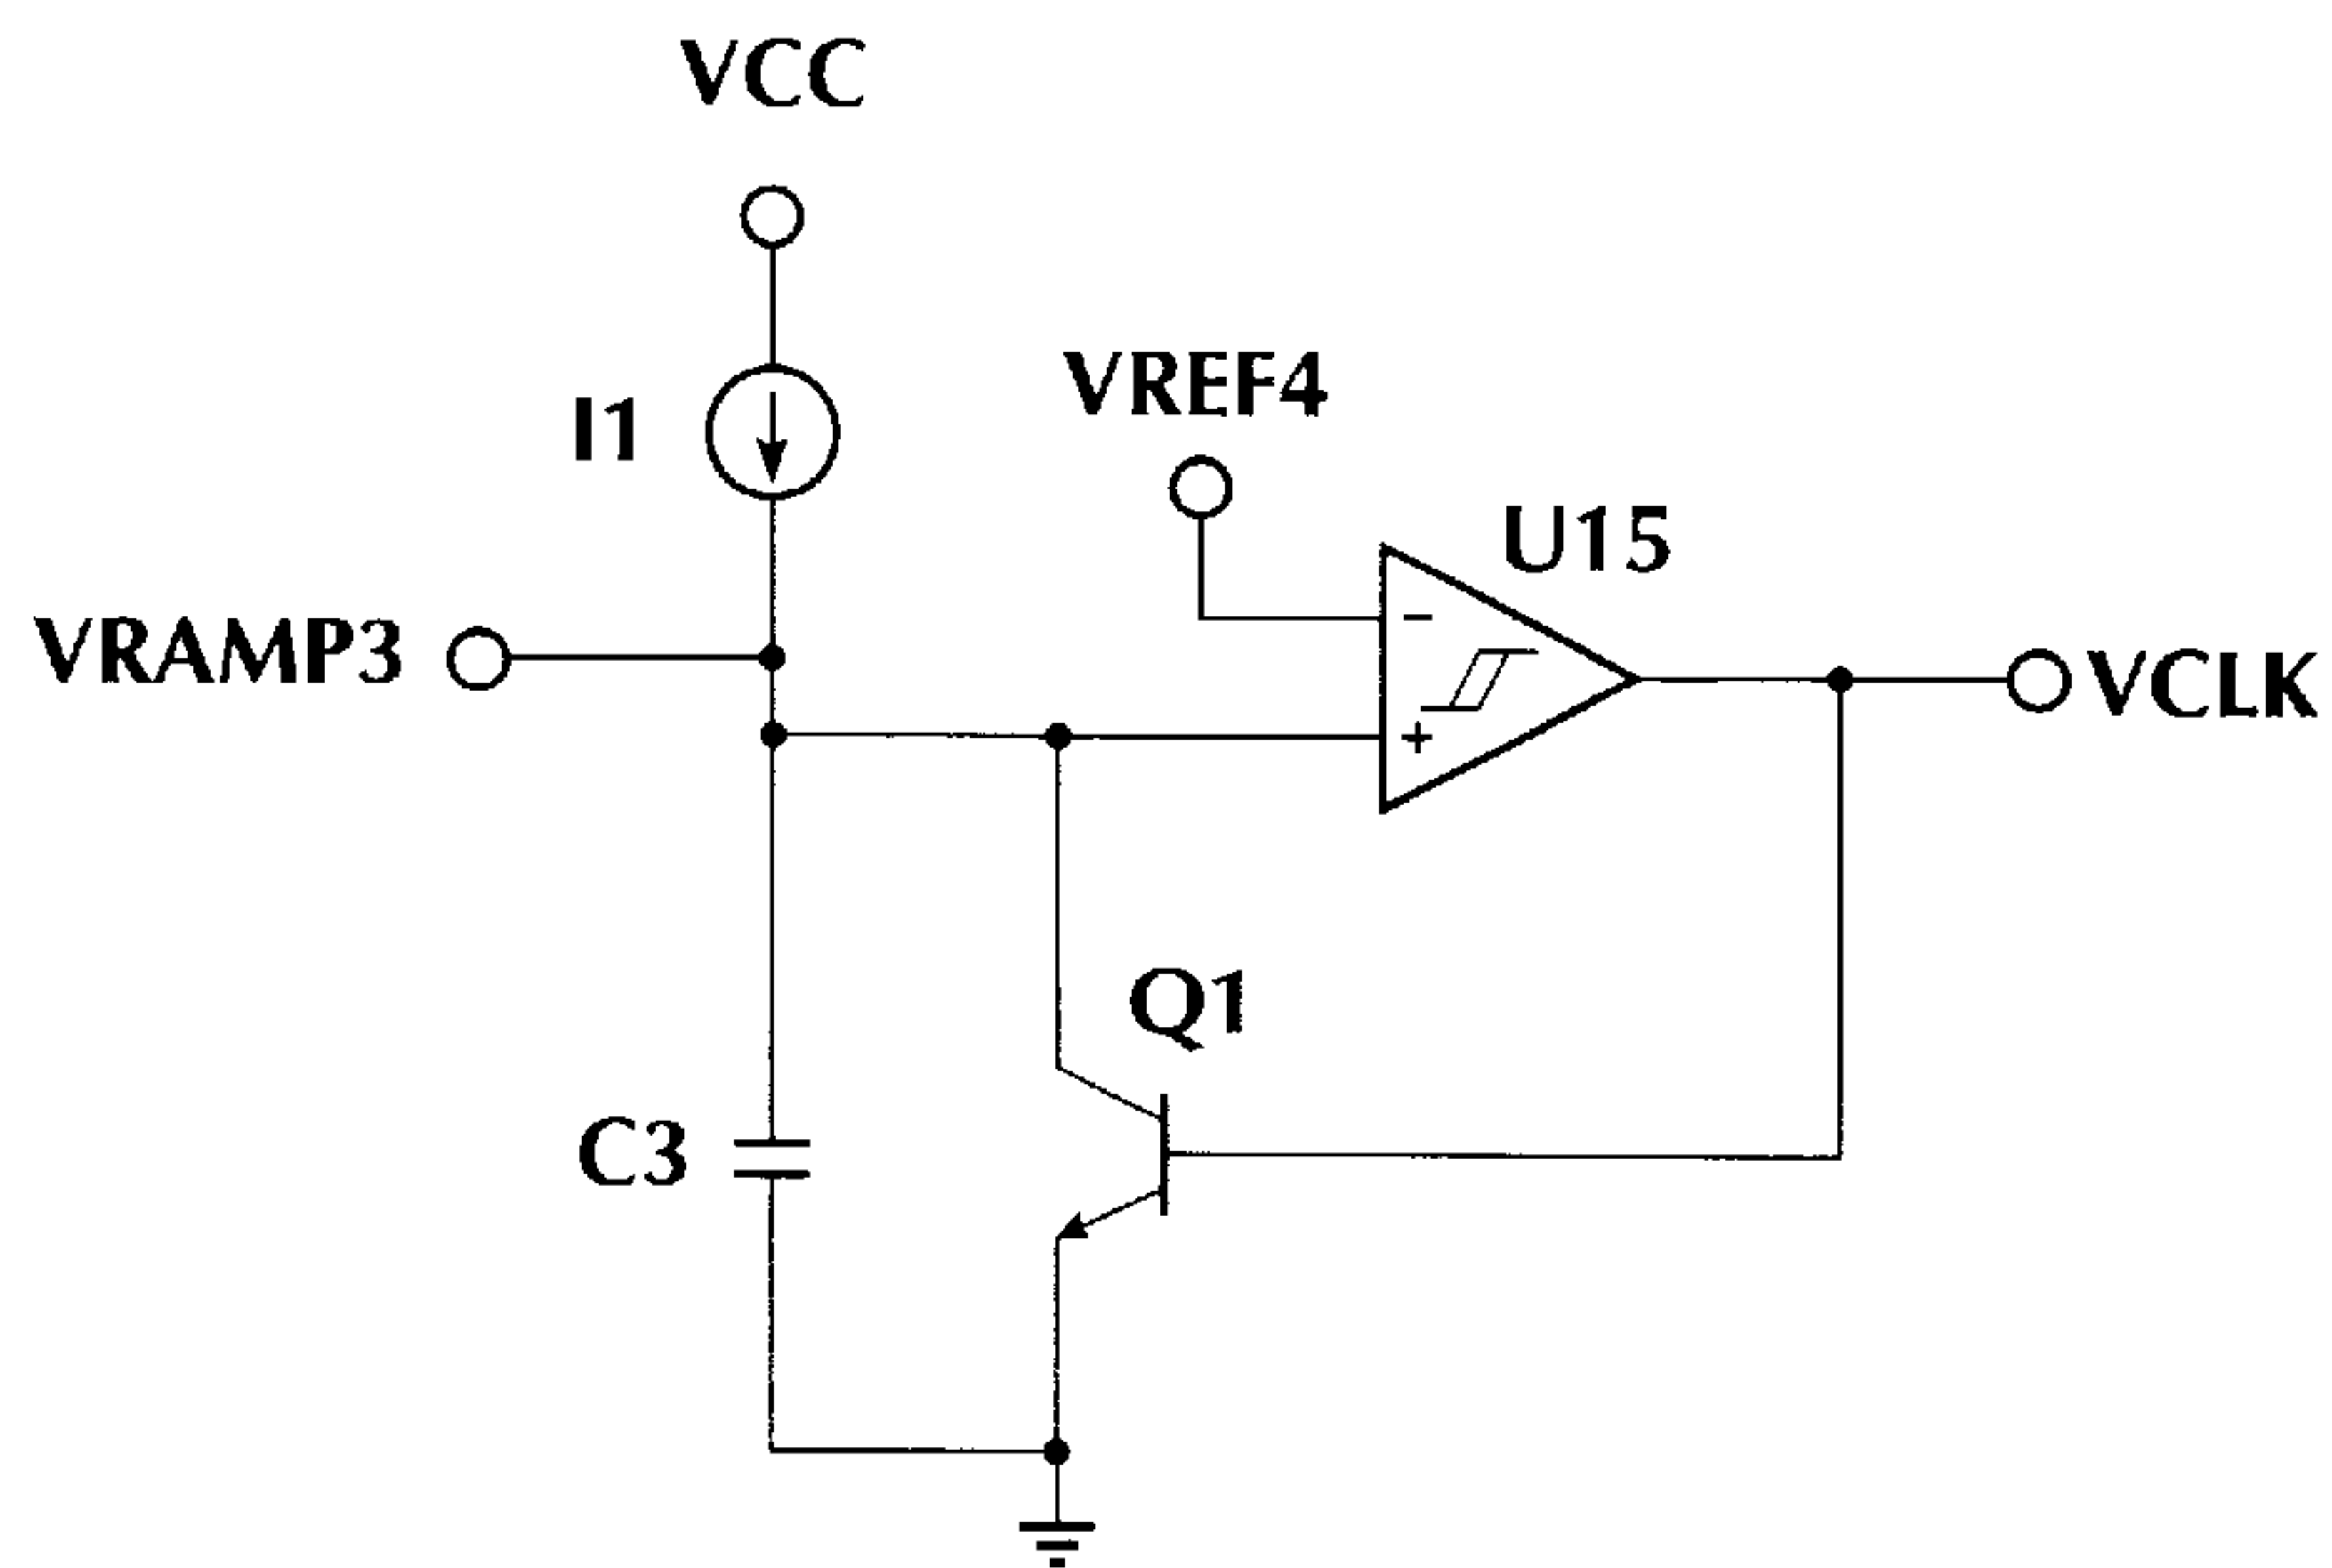 VCC
I1
VREF4
U15
VRAMP3
VCLK
-
+
Q1
C3